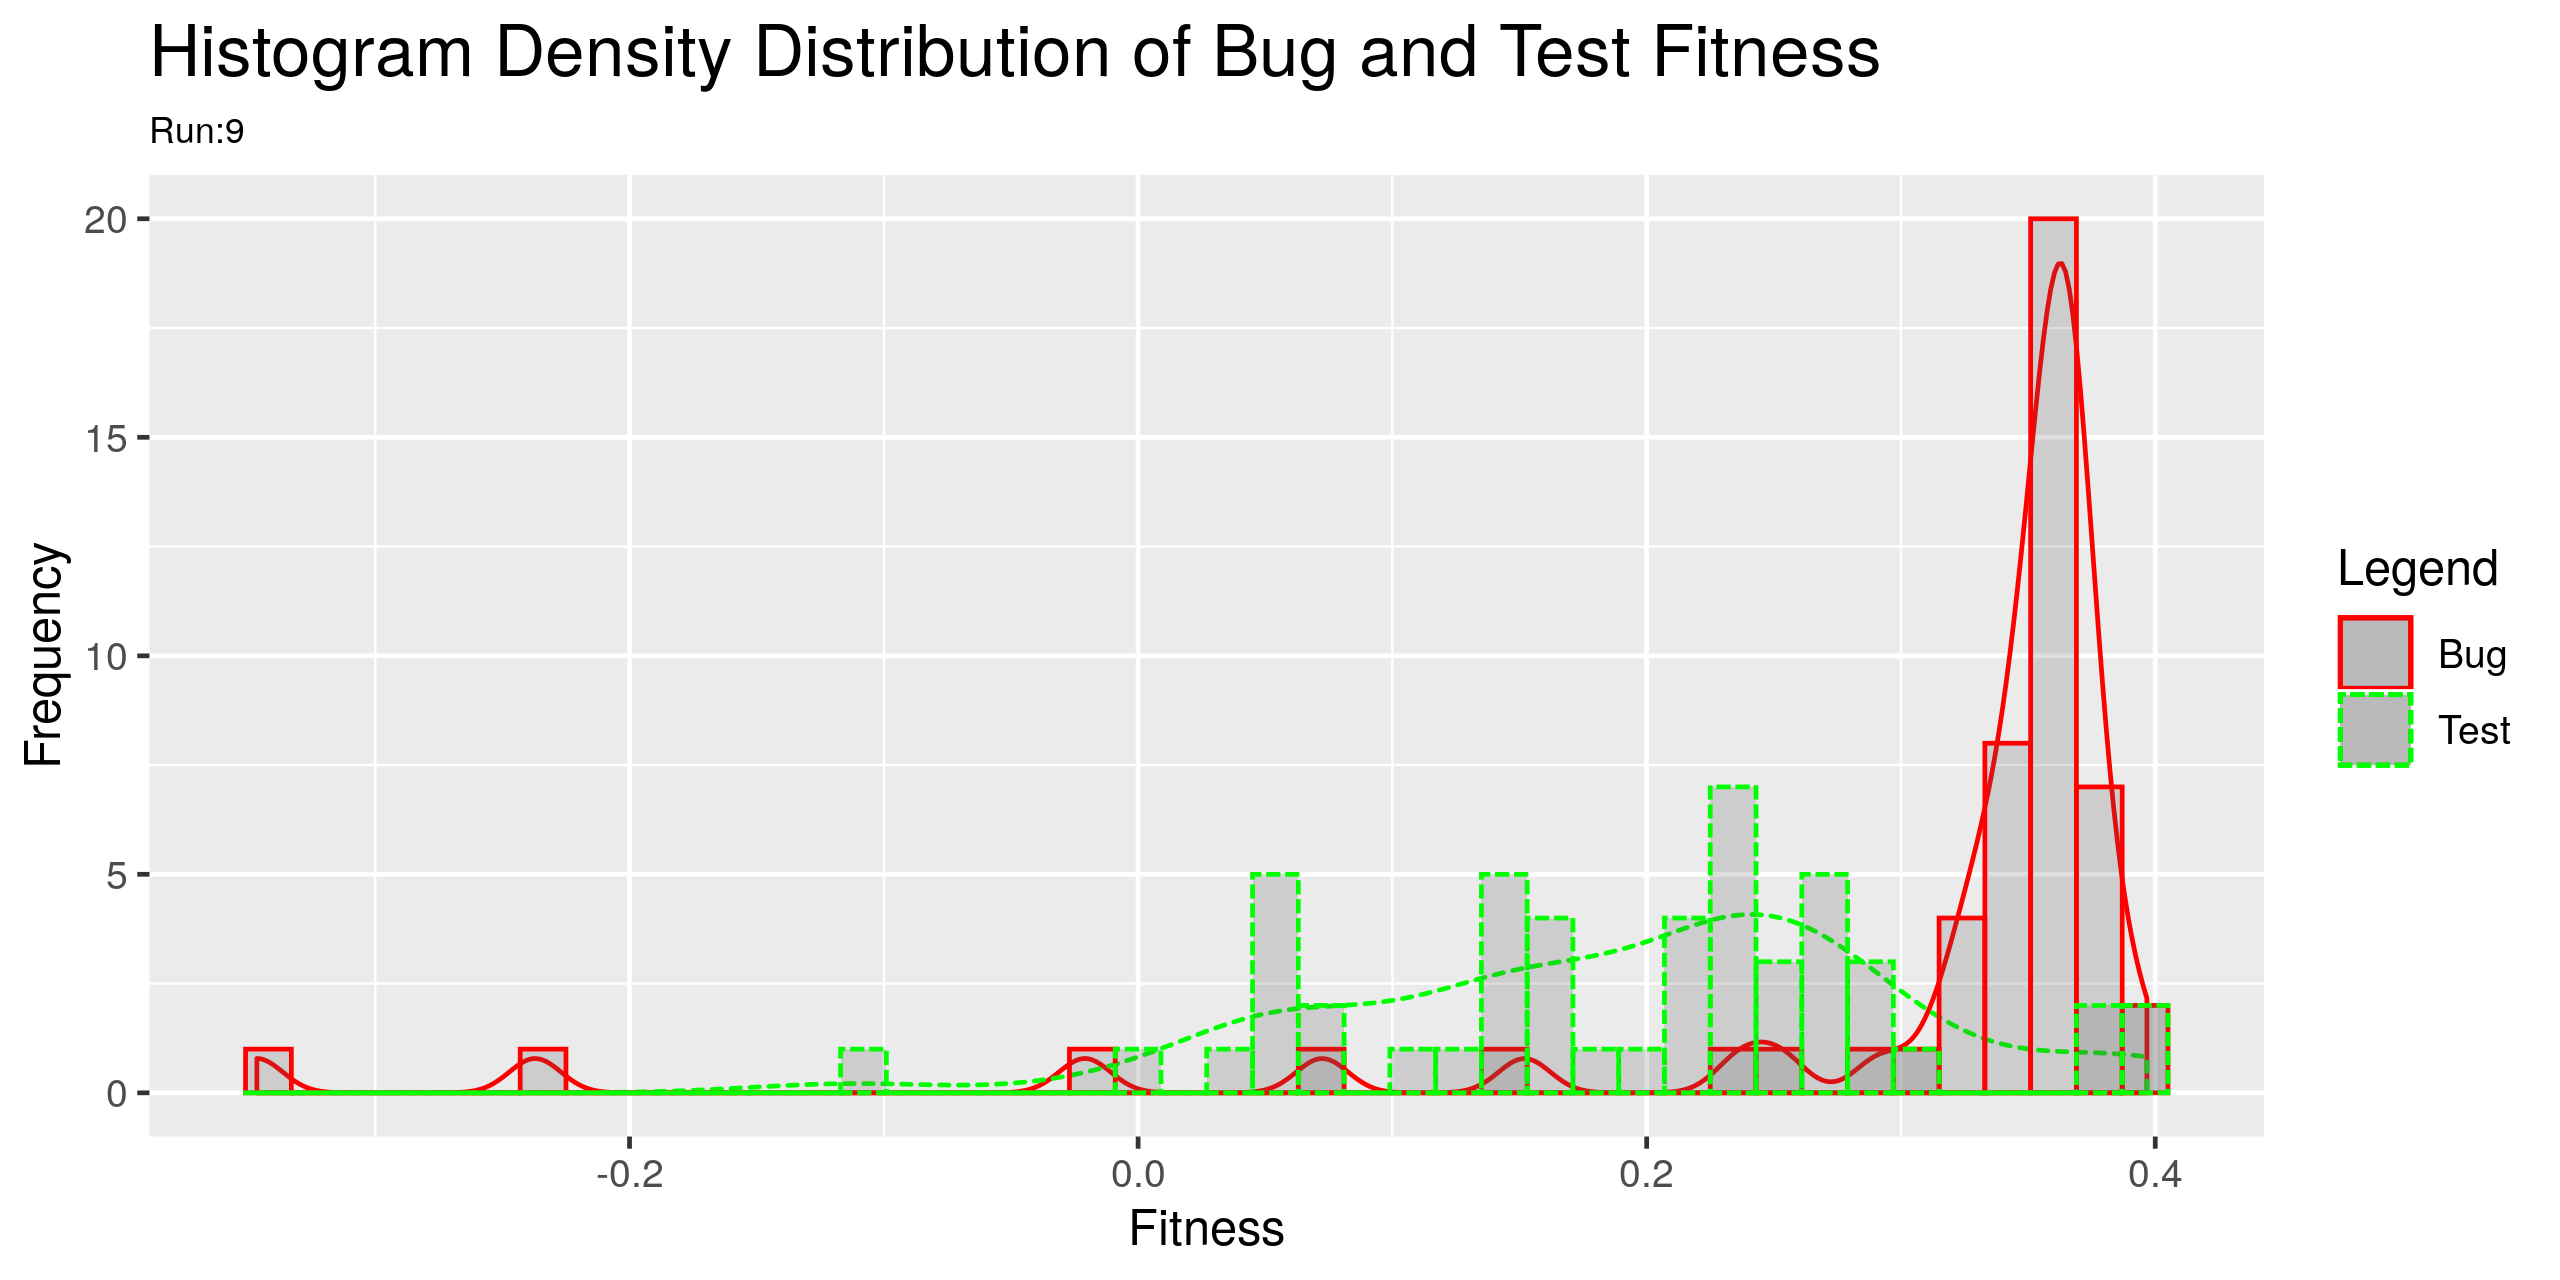 Histogram Density Distribution of Bug and Test Fitness
Run:9
Frequency
20
15
10
5
0
-0.2
0.0
0.2
0.4
Fitness
Legend
Bug
Test